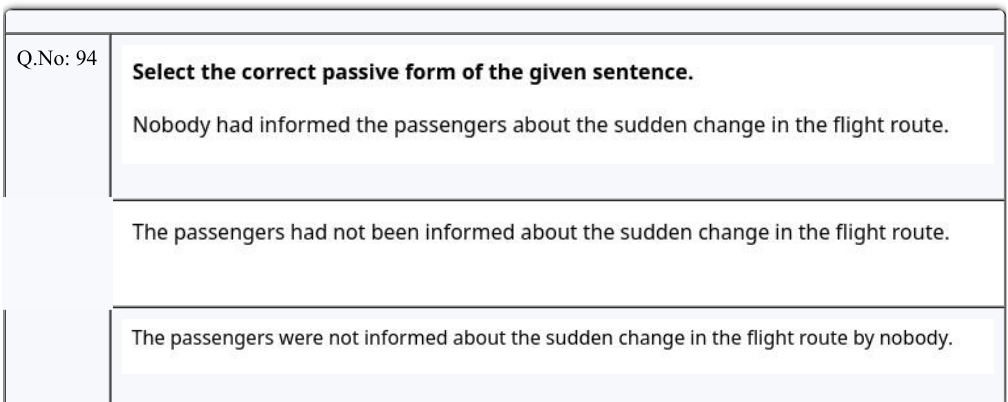 Q.No: 94
Select the correct passive form of the given sentence.
Nobody had informed the passengers about the sudden change in the flight route.
The passengers had not been informed about the sudden change in the flight route.
The passengers were not informed about the sudden change in the flight route by nobody.